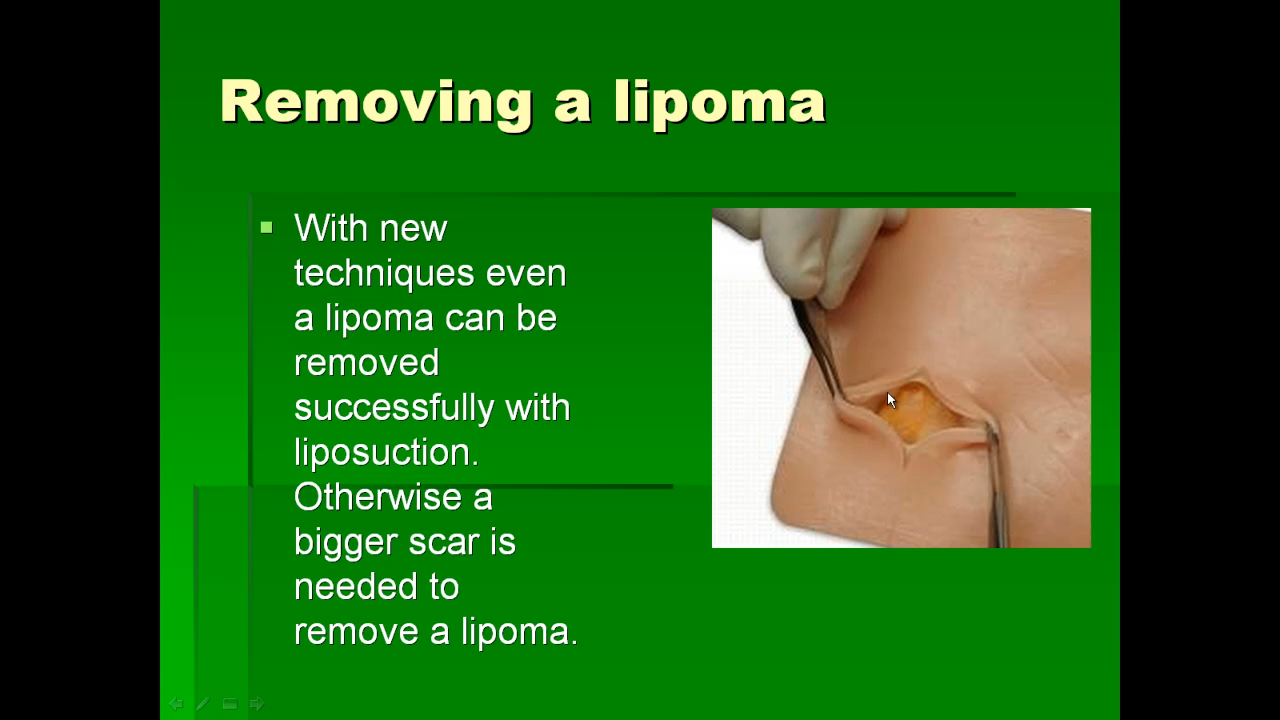 Removing a lipoma
With new
techniques even
a lipoma can be
removed
successfully with
liposuction.
Otherwise a
bigger scar is
needed to
remove a lipoma.